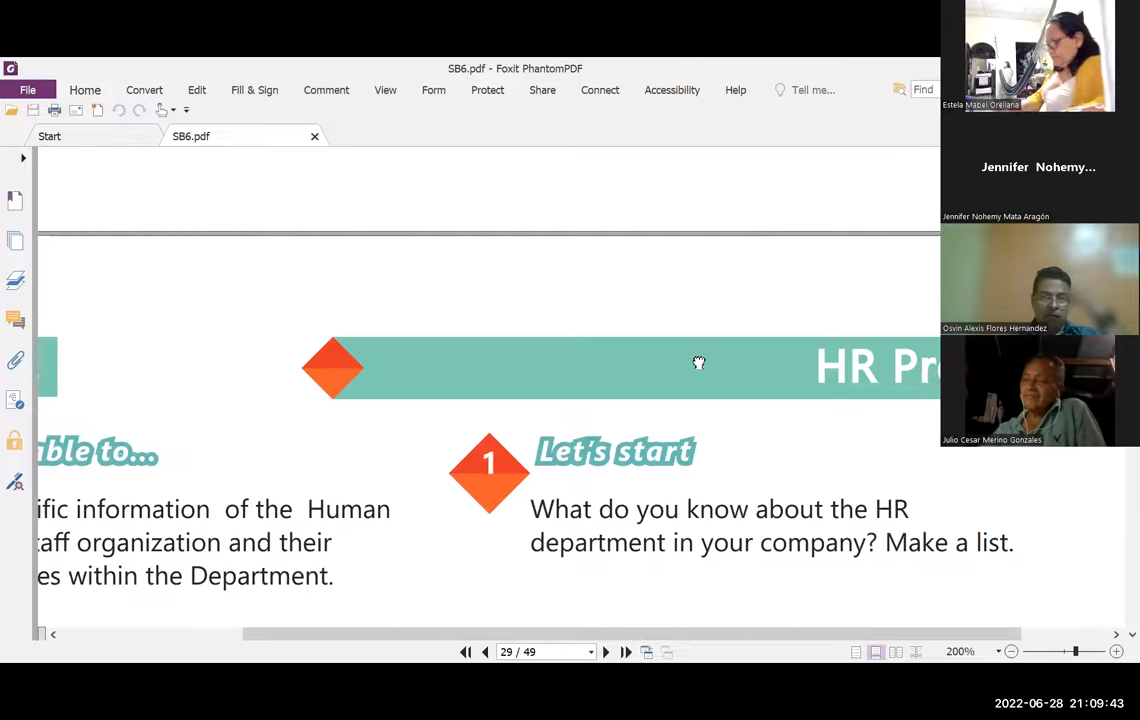 SB6.pdf - Foxit PhantomPDF
File Home Convert Edit Fill & Sign Comment View Form Protect Share Connect Accessibility Help Tell me... Find
Start SB6.pdf
HR Pr
able to... 1 Let's start
ific information of the Human
taff organization and their
es within the Department.
What do you know about the HR
department in your company? Make a list.
29 / 49 200%
Estela Mabel Orellana
Jennifer Nohemy...
Jennifer Nohemy Mata Aragón
Osvin Alexis Flores Hernandez
Julio Cesar Merino Gonzales
2022-06-28 21:09:43